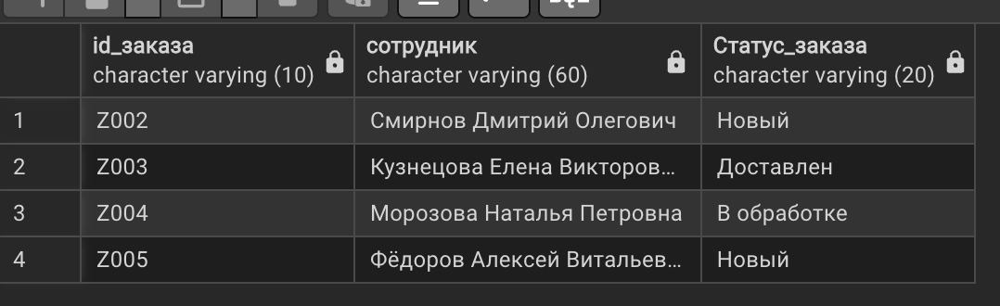 id_заказа сотрудник Статус_заказа
character varying (10) character varying (60) character varying (20)
1 Z002 Смирнов Дмитрий Олегович Новый
2 Z003 Кузнецова Елена Викторов... Доставлен
3 Z004 Морозова Наталья Петровна В обработке
4 Z005 Фёдоров Алексей Витальев... Новый